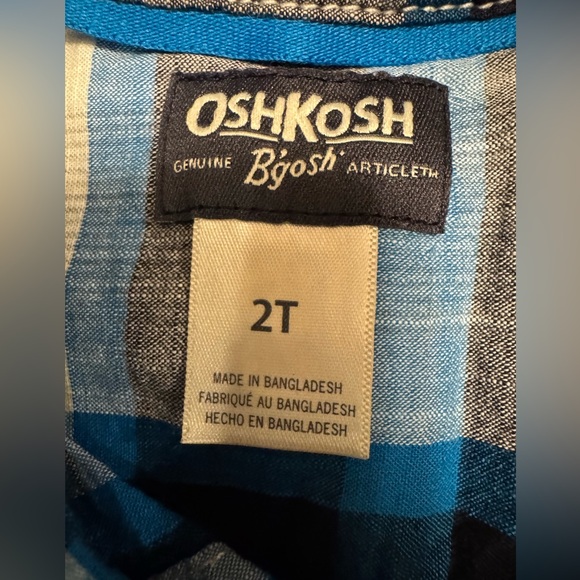 OSHKOSH
GENUINE B'gosh ARTICLE™
2T
MADE IN BANGLADESH
FABRIQUÉ AU BANGLADESH
HECHO EN BANGLADESH